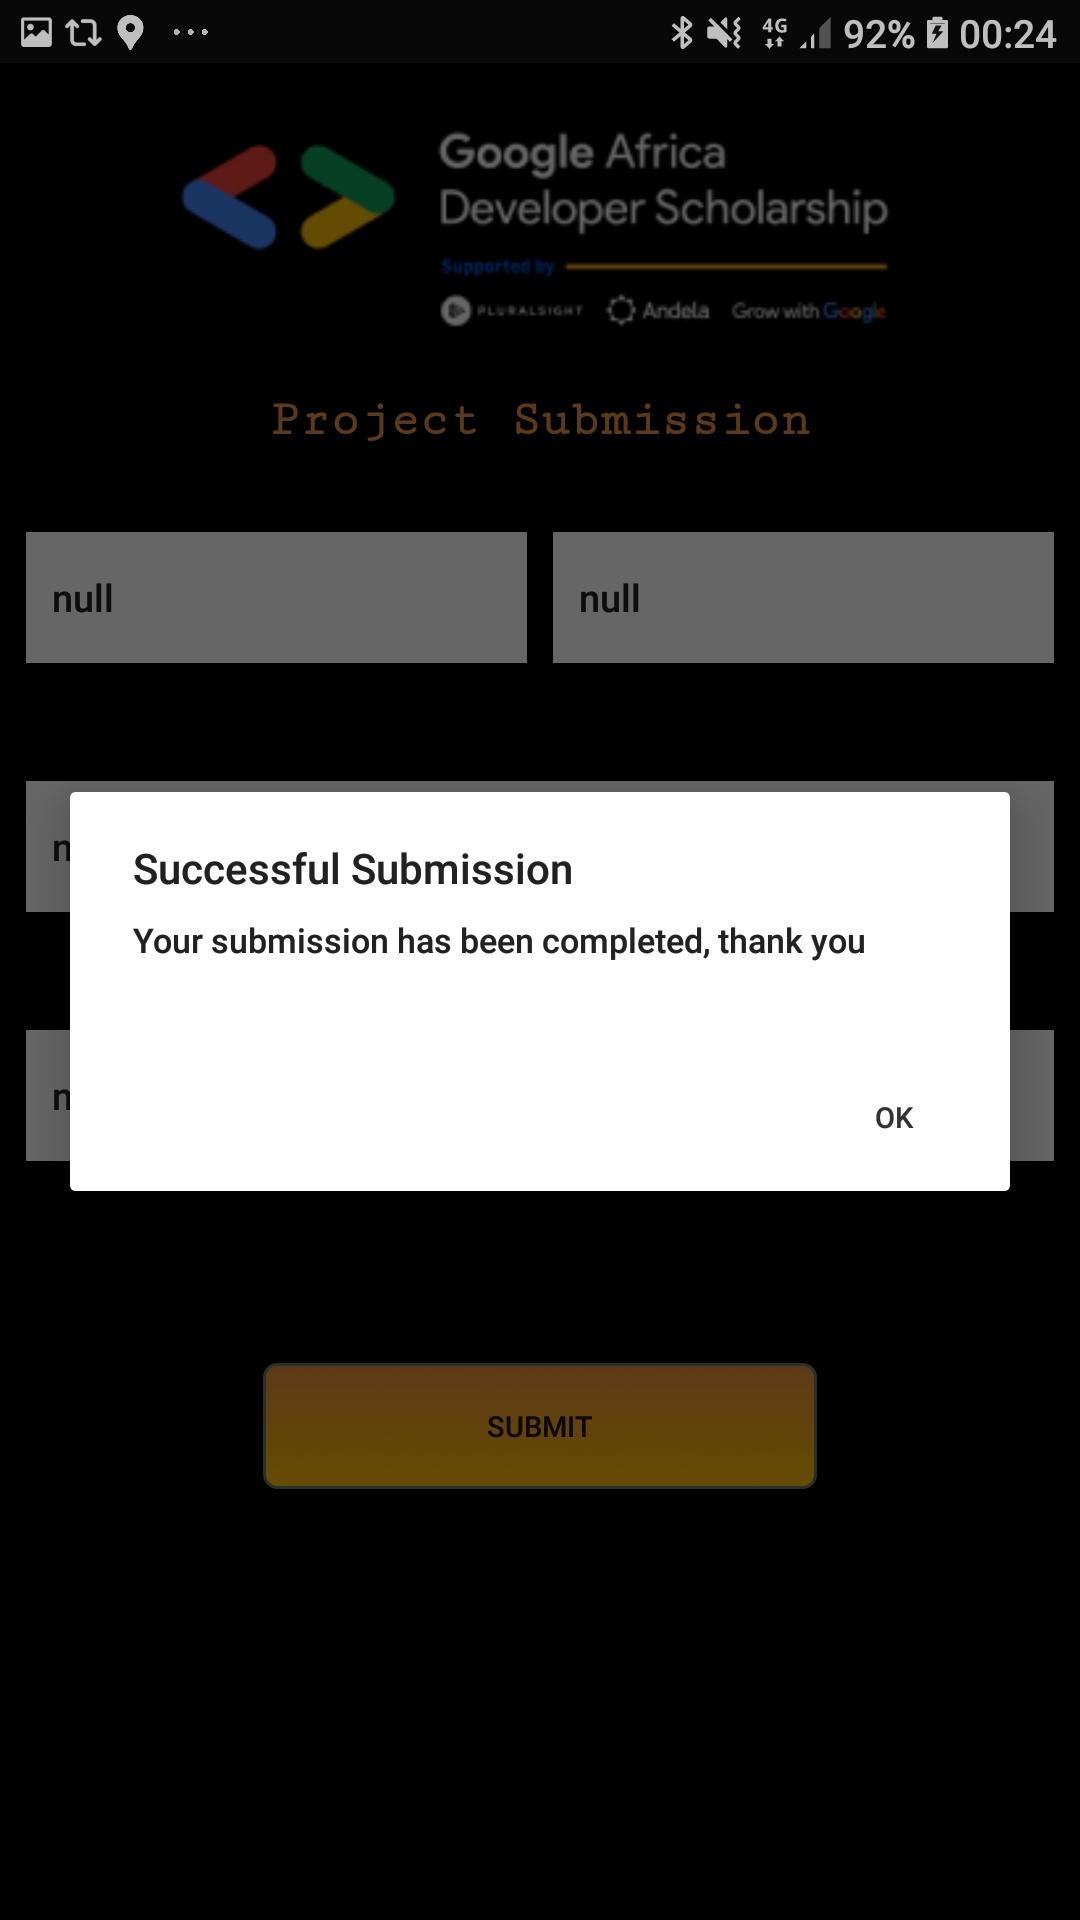 4G 92% 00:24
Google Africa
Developer Scholarship
Supported by
PLURALSIGHT Andela Grow with Google
Project Submission
null null
n
Successful Submission
Your submission has been completed, thank you
n
OK
SUBMIT